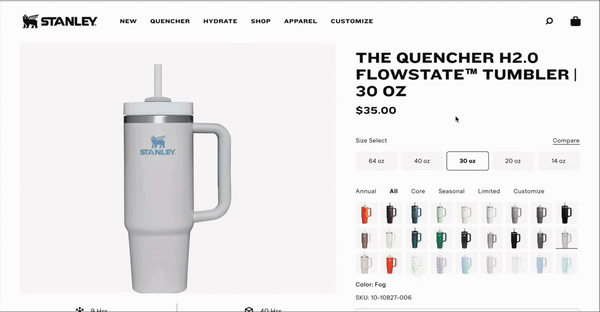 STANLEY
NEW QUENCHER HYDRATE SHOP APPAREL CUSTOMIZE
STANLEY
THE QUENCHER H2.0
FLOWSTATE™ TUMBLER |
30 OZ
$35.00
Size Select Compare
64 oz 40 oz 30 oz 20 oz 14 oz
Annual All Core Seasonal Limited Customize
Color: Fog
SKU: 10-10827-006
9 Hrs 40 Hrs